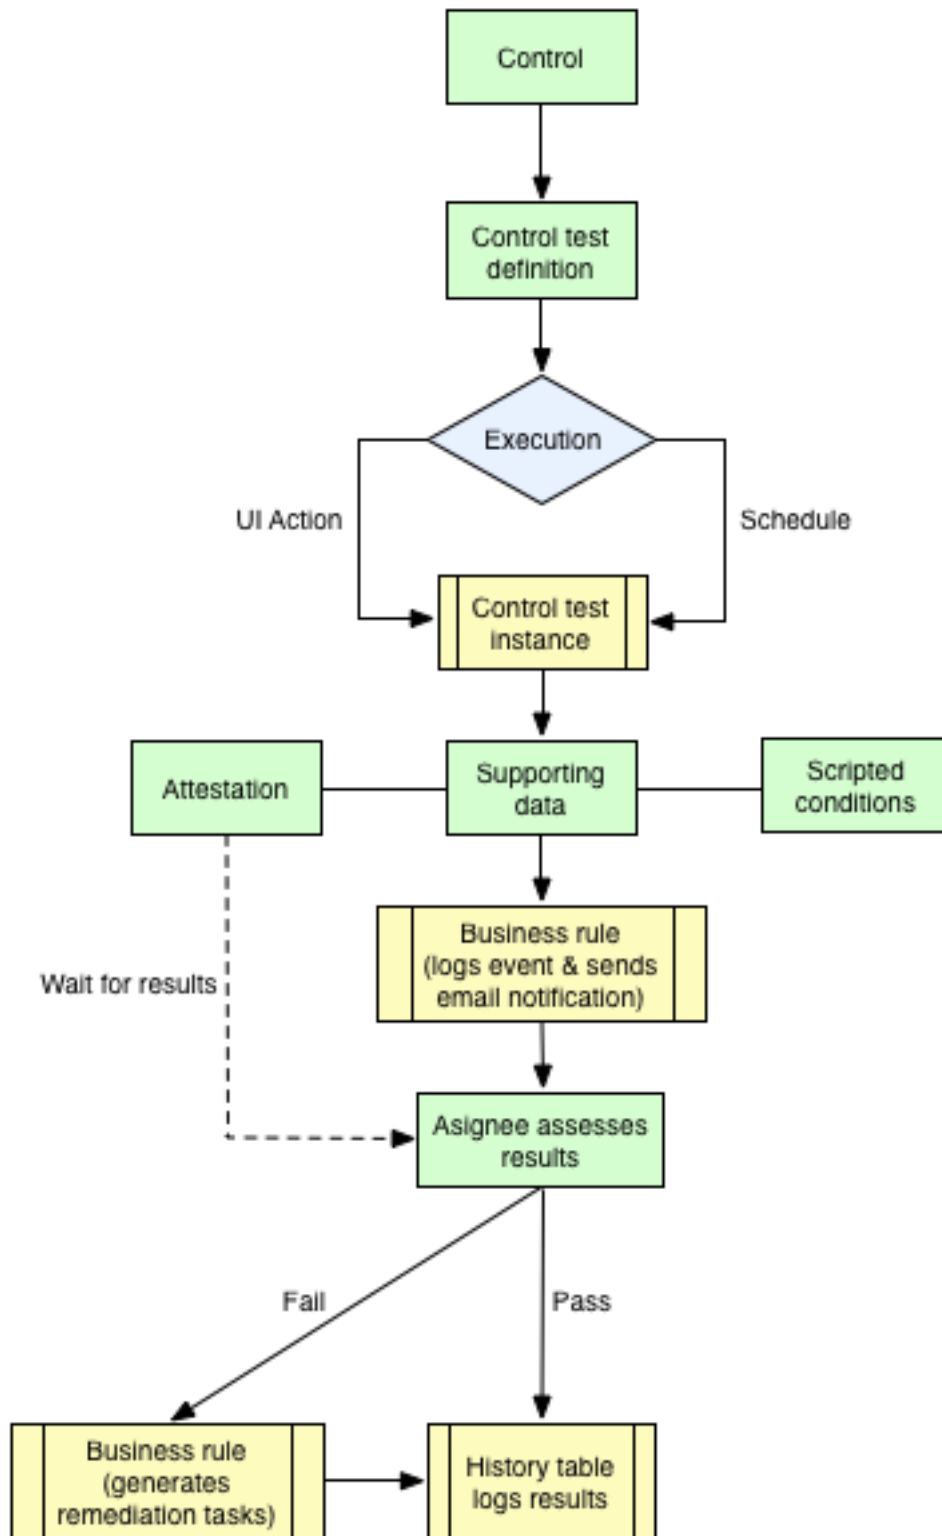 Control
Control test
definition
Execution
UI Action
Schedule
Control test
instance
Attestation
Supporting
data
Scripted
conditions
Business rule
(logs event & sends
email notification)
Wait for results
Asignee assesses
results
Fail
Pass
Business rule
(generates
remediation tasks)
History table
logs results